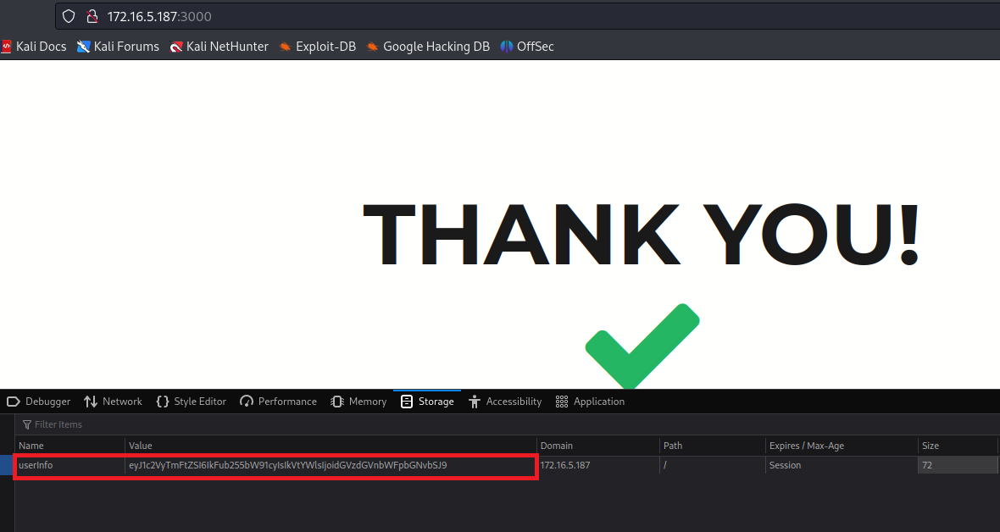 172.16.5.187:3000
Kali Docs Kali Forums Kali NetHunter Exploit-DB Google Hacking DB OffSec
THANK YOU!
Debugger Network Style Editor Performance Memory Storage Accessibility Application
Filter Items
Name Value Domain Path Expires / Max-Age Size
userInfo eyJ1c2VyTmFtZSI6IkFub255bW91cyIsIkVtYWlsIjoidGVzdGVnbWFpbGNvbSJ9 172.16.5.187 / Session 72